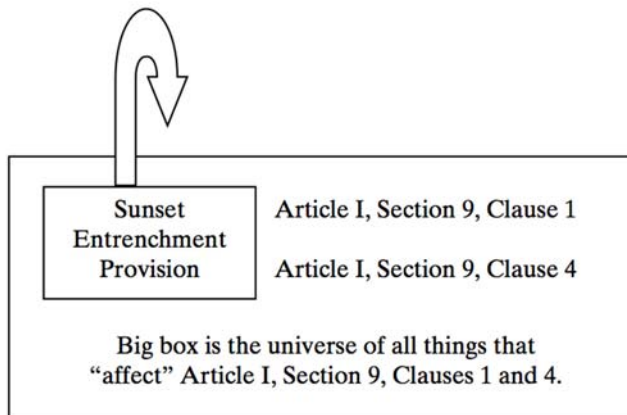 Sunset
Entrenchment
Provision
Article I, Section 9, Clause 1
Article I, Section 9, Clause 4
Big box is the universe of all things that
“affect” Article I, Section 9, Clauses 1 and 4.